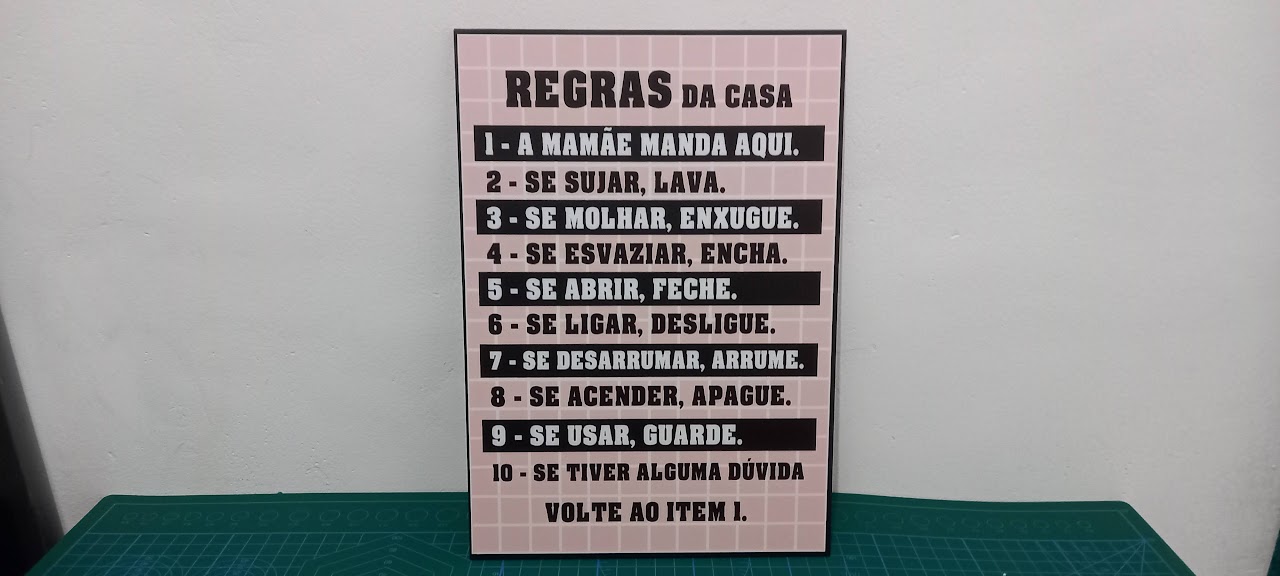 REGRAS DA CASA
1 - A MAMÃE MANDA AQUI.
2 - SE SUJAR, LAVA.
3 - SE MOLHAR, ENXUGUE.
4 - SE ESVAZIAR, ENCHA.
5 - SE ABRIR, FECHE.
6 - SE LIGAR, DESLIGUE.
7 - SE DESARRUMAR, ARRUME.
8 - SE ACENDER, APAGUE.
9 - SE USAR, GUARDE.
10 - SE TIVER ALGUMA DÚVIDA
VOLTE AO ITEM 1.